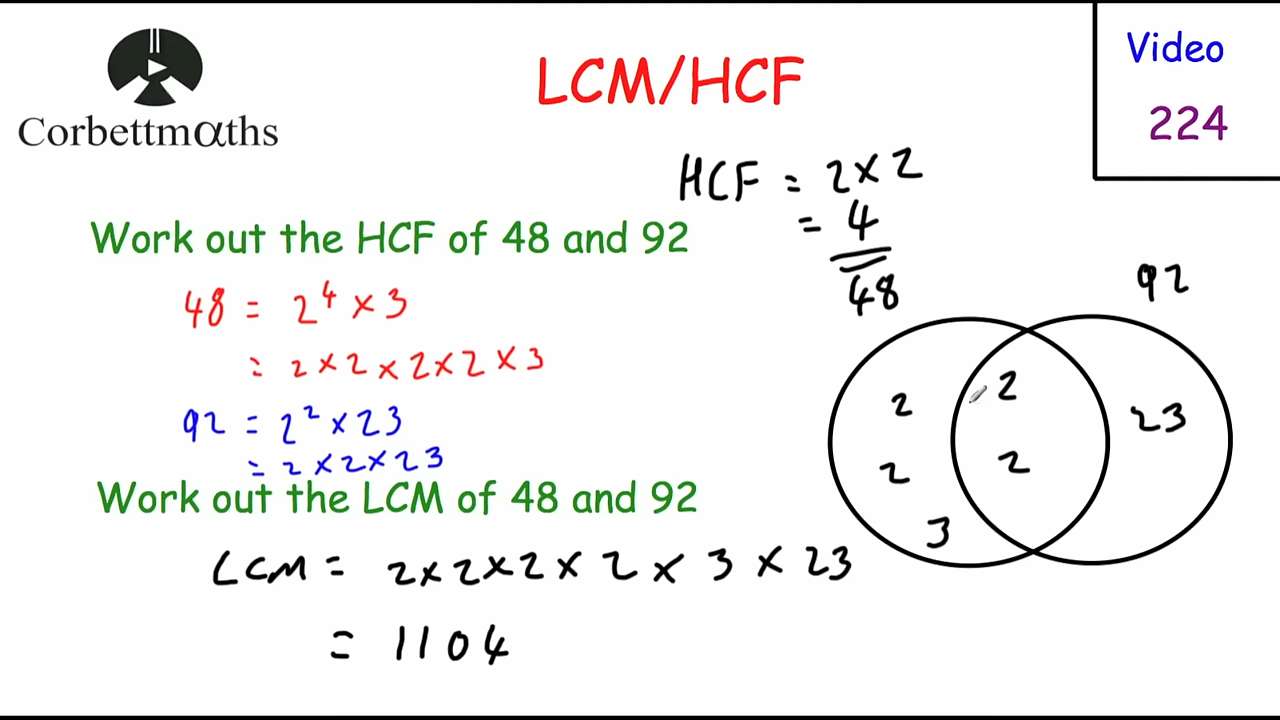 Corbettmαths
LCM/HCF
Video
224
HCF = 2 × 2
= 4
Work out the HCF of 48 and 92
48 = 2⁴ × 3
= 2 × 2 × 2 × 2 × 3
92 = 2² × 23
= 2 × 2 × 23
48
92
2
2
3
2
2
23
Work out the LCM of 48 and 92
LCM = 2 × 2 × 2 × 2 × 3 × 23
= 1104